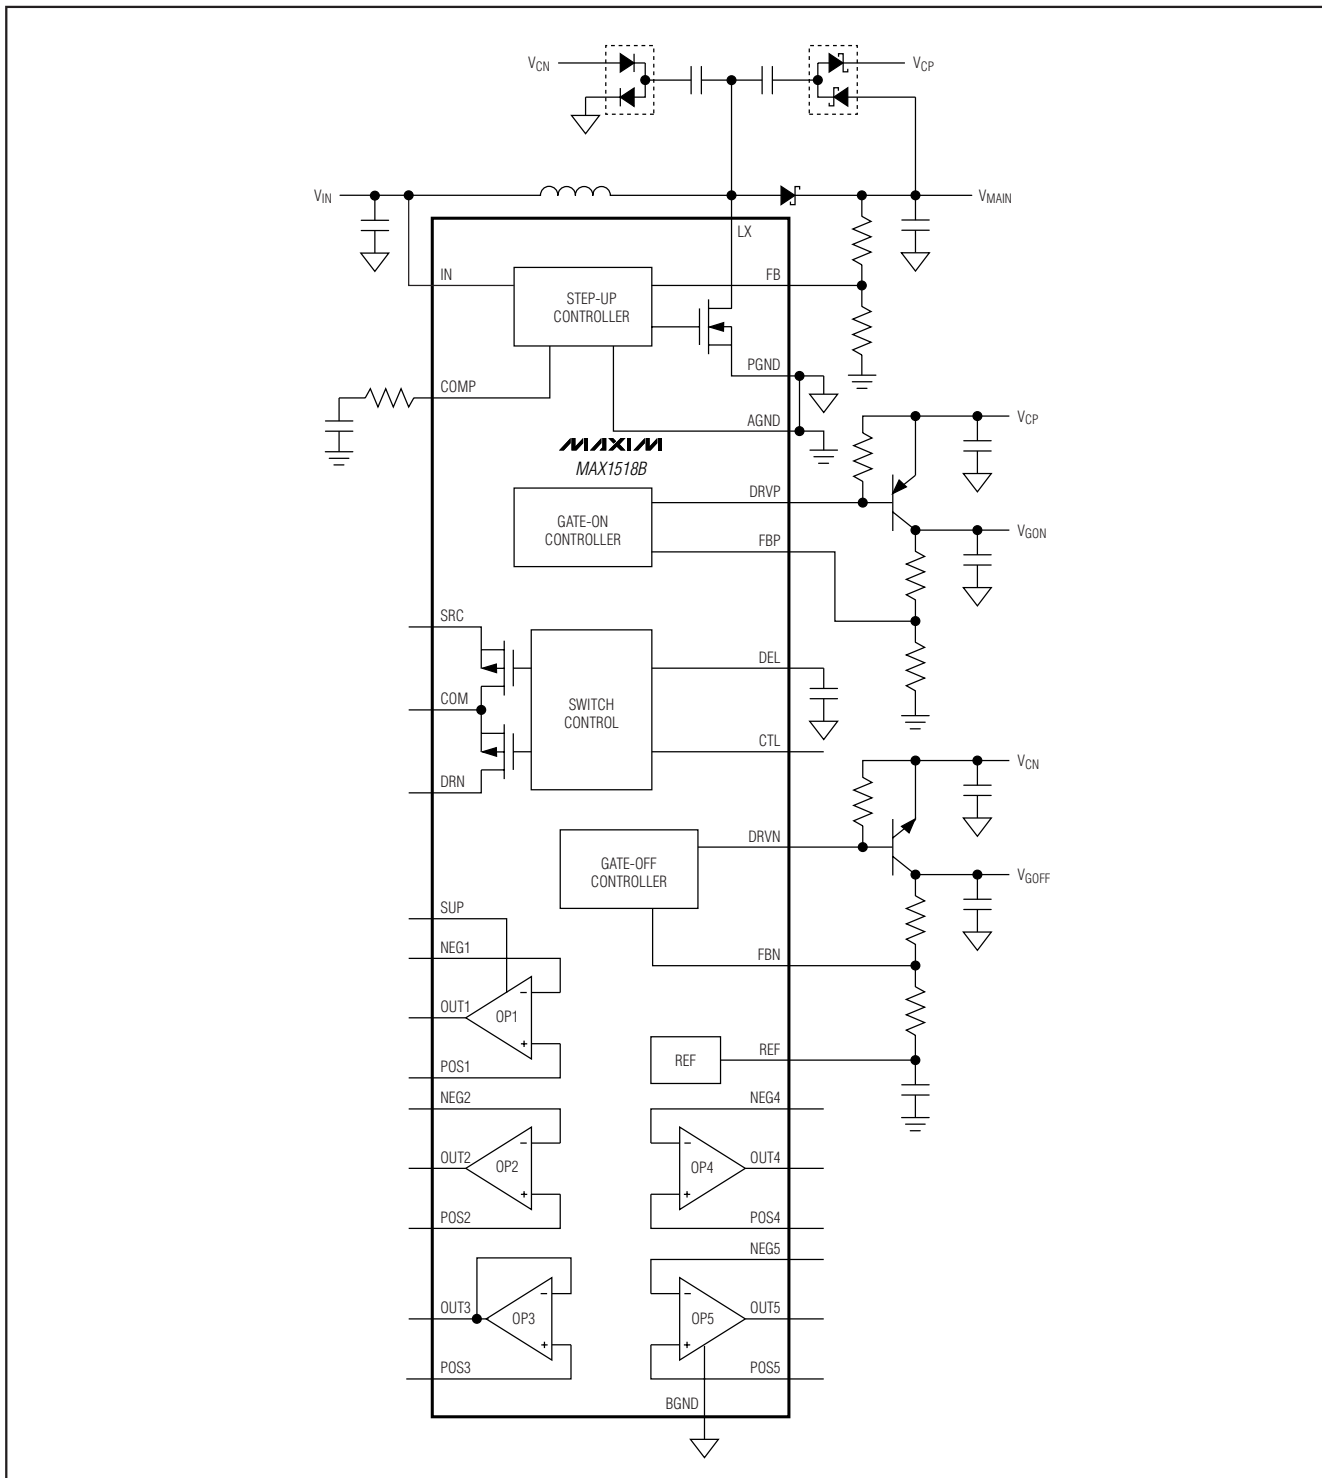 VCN
VCP
VIN
VMAIN
LX
IN
FB
STEP-UP
CONTROLLER
PGND
COMP
AGND
MAXIM
MAX1518B
VCP
DRVP
GATE-ON
CONTROLLER
VGON
FBP
SRC
DEL
COM
SWITCH
CONTROL
CTL
VCN
DRN
DRVN
GATE-OFF
CONTROLLER
VGOFF
SUP
NEG1
FBN
−
OUT1
OP1
+
REF
REF
POS1
NEG2
NEG4
−
−
OUT2
OP2
OP4
OUT4
+
+
POS2
POS4
NEG5
−
−
OUT3
OP3
OP5
OUT5
+
+
POS3
POS5
BGND